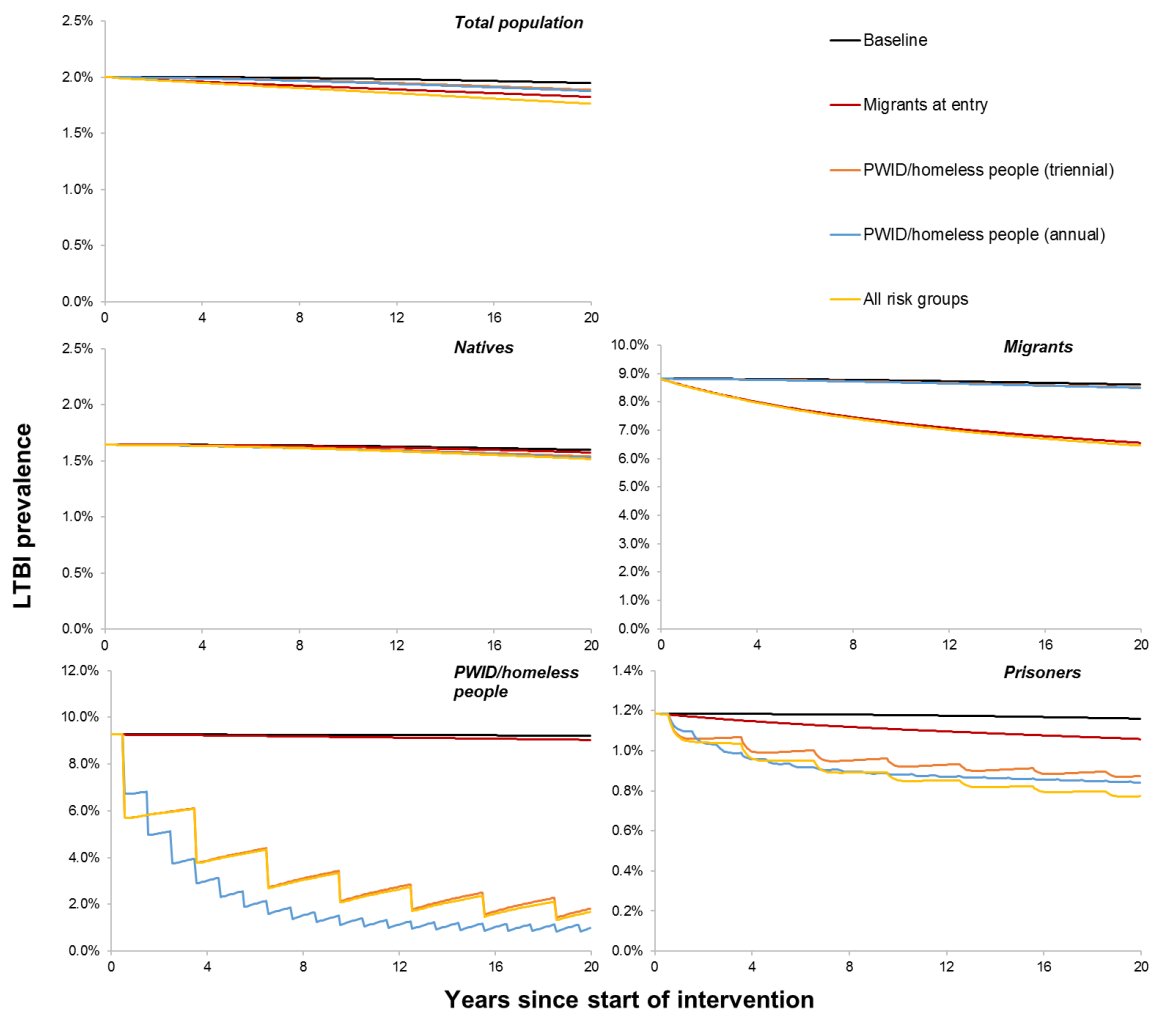 Total population
2.5%
2.0%
1.5%
1.0%
0.5%
0.0%
0 4 8 12 16 20
Baseline
Migrants at entry
PWID/homeless people (triennial)
PWID/homeless people (annual)
All risk groups
LTBI prevalence
Natives
2.5%
2.0%
1.5%
1.0%
0.5%
0.0%
0 4 8 12 16 20
Migrants
10.0%
9.0%
8.0%
7.0%
6.0%
5.0%
4.0%
3.0%
2.0%
1.0%
0.0%
0 4 8 12 16 20
PWID/homeless
people
12.0%
10.0%
8.0%
6.0%
4.0%
2.0%
0.0%
0 4 8 12 16 20
Prisoners
1.4%
1.2%
1.0%
0.8%
0.6%
0.4%
0.2%
0.0%
0 4 8 12 16 20
Years since start of intervention